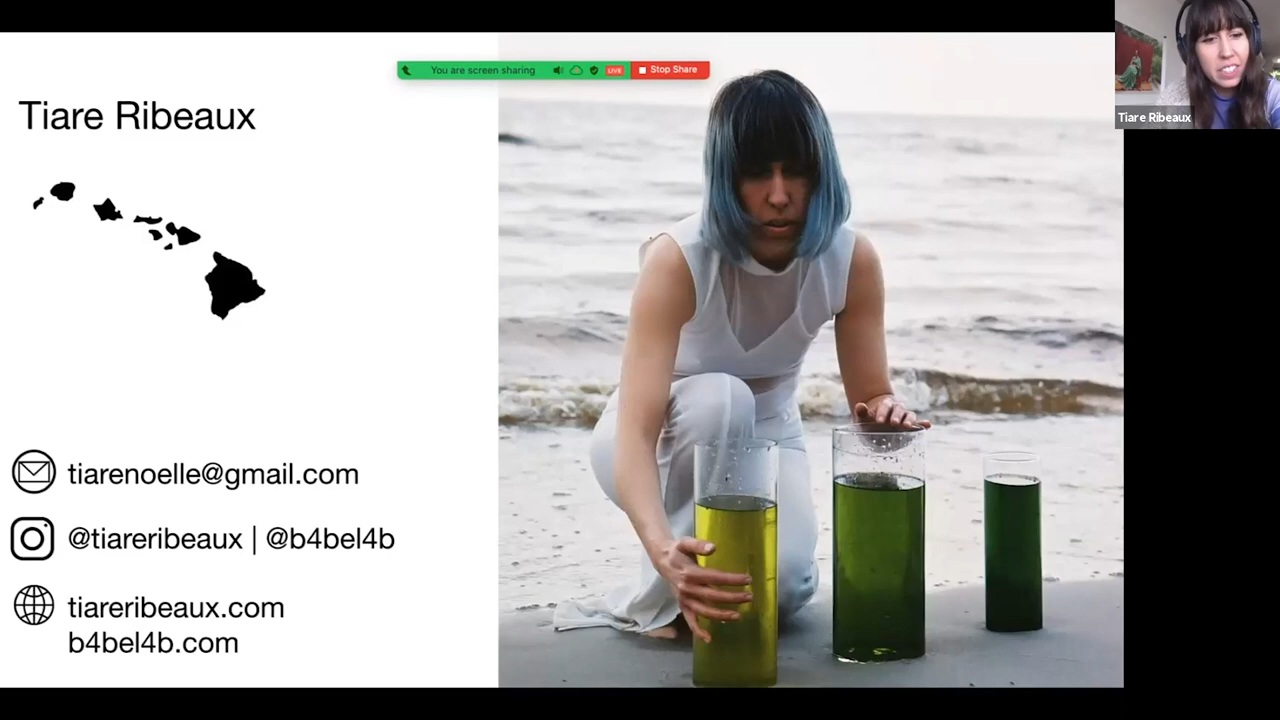 You are screen sharing
LIVE
Stop Share
Tiare Ribeaux
Tiare Ribeaux
tiarenoelle@gmail.com
@tiareribeaux | @b4bel4b
tiareribeaux.com
b4bel4b.com